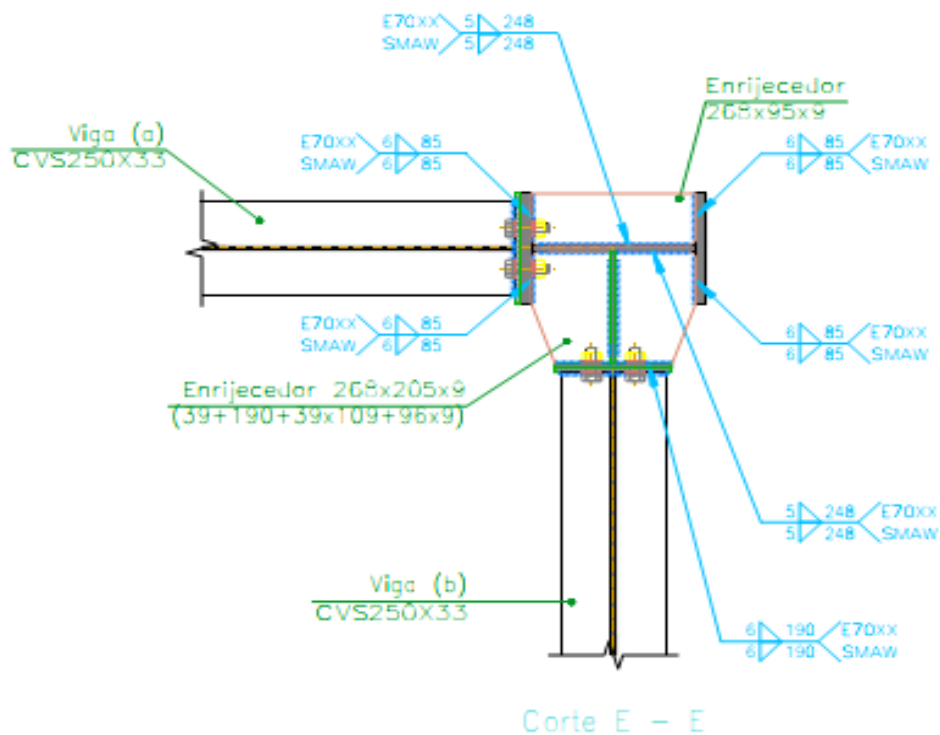 E70XX 5 248
SMAW 5 248
Enrijecedor
268x95x9
Viga (a)
CVS250X33
E70XX 6 85
SMAW 6 85
6 85 E70XX
6 85 SMAW
E70XX 6 85
SMAW 6 85
6 85 E70XX
6 85 SMAW
Enrijecedor 268x205x9
(39+190+39x109+96x9)
5 248 E70XX
5 248 SMAW
Viga (b)
CVS250X33
6 190 E70XX
6 190 SMAW
Corte E - E